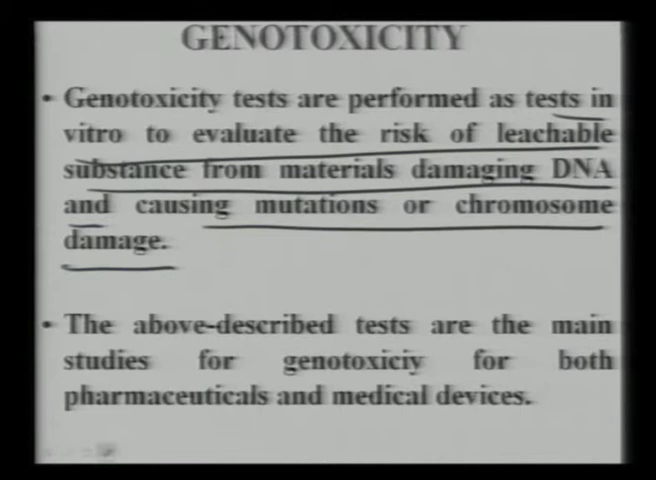 GENOTOXICITY
• Genotoxicity tests are performed as tests in
vitro to evaluate the risk of leachable
substance from materials damaging DNA
and causing mutations or chromosome
damage.
• The above-described tests are the main
studies for genotoxiciy for both
pharmaceuticals and medical devices.